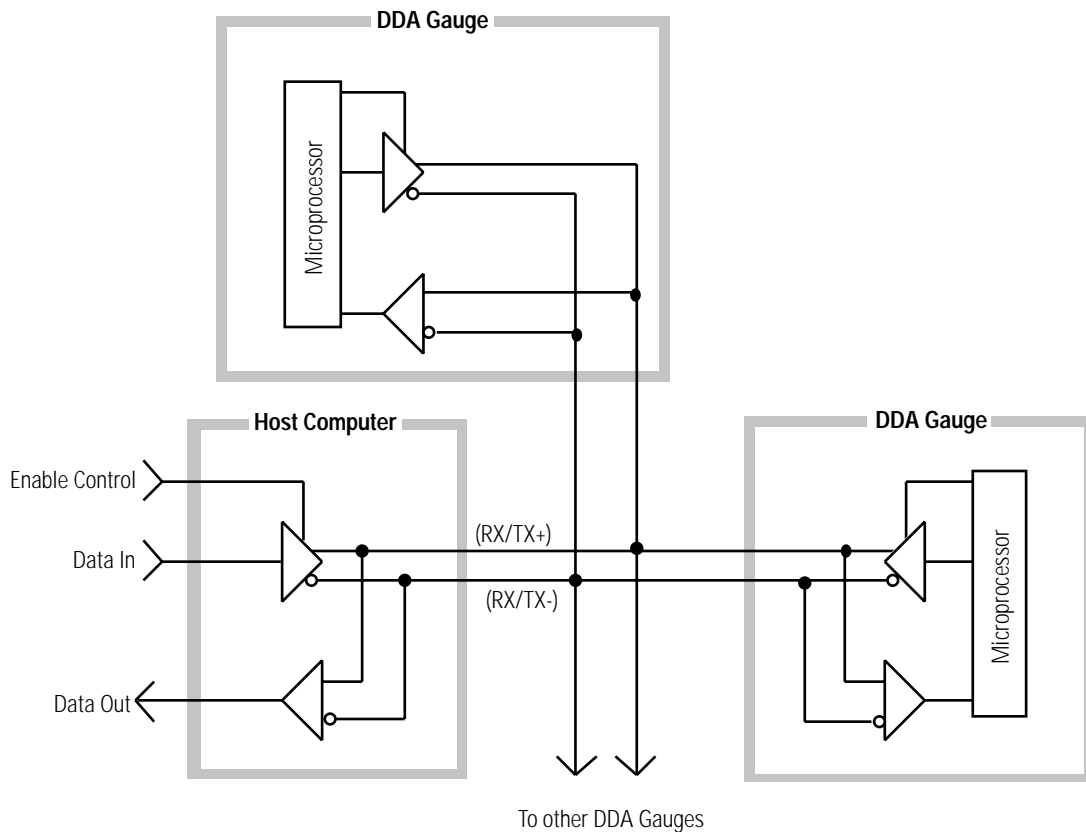 DDA Gauge
Microprocessor
Host Computer
DDA Gauge
Enable Control
Data In
(RX/TX+)
(RX/TX-)
Microprocessor
Data Out
To other DDA Gauges